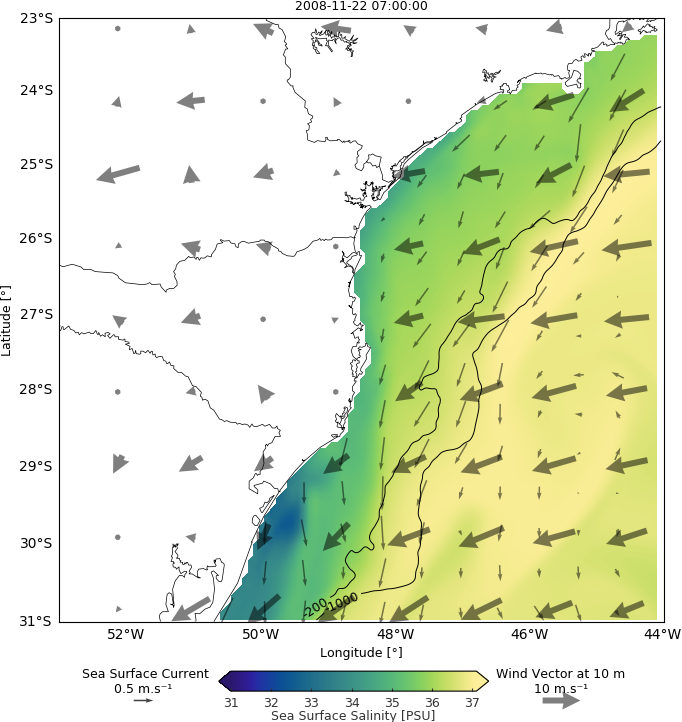 2008-11-22 07:00:00
23°S
24°S
25°S
26°S
27°S
28°S
29°S
30°S
31°S
Latitude [°]
-200
-1000
52°W
50°W
48°W
46°W
44°W
Longitude [°]
Sea Surface Current
0.5 m.s⁻¹
Wind Vector at 10 m
10 m.s⁻¹
31 32 33 34 35 36 37
Sea Surface Salinity [PSU]